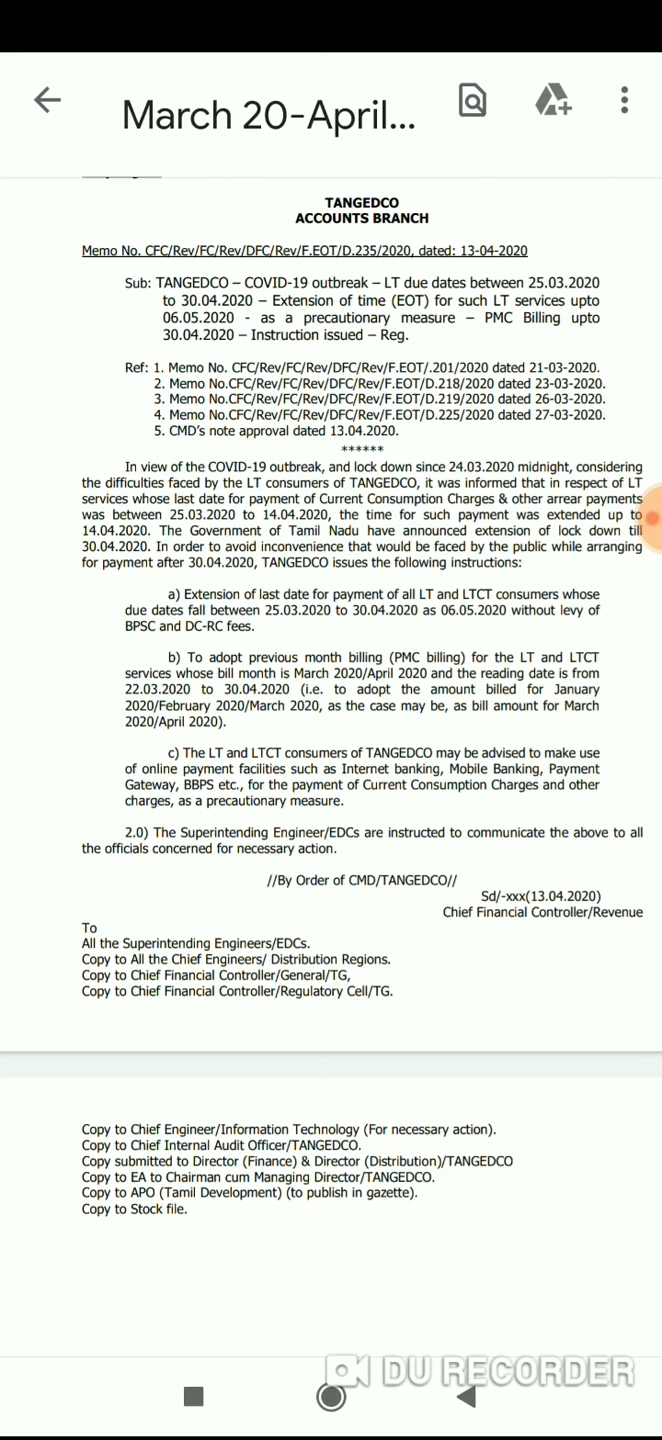 March 20-April...
TANGEDCO
ACCOUNTS BRANCH
Memo No. CFC/Rev/FC/Rev/DFC/Rev/F.EOT/D.235/2020, dated: 13-04-2020
Sub: TANGEDCO – COVID-19 outbreak – LT due dates between 25.03.2020
to 30.04.2020 – Extension of time (EOT) for such LT services upto
06.05.2020 - as a precautionary measure – PMC Billing upto
30.04.2020 – Instruction issued – Reg.
Ref: 1. Memo No. CFC/Rev/FC/Rev/DFC/Rev/F.EOT/.201/2020 dated 21-03-2020.
2. Memo No.CFC/Rev/FC/Rev/DFC/Rev/F.EOT/D.218/2020 dated 23-03-2020.
3. Memo No.CFC/Rev/FC/Rev/DFC/Rev/F.EOT/D.219/2020 dated 26-03-2020.
4. Memo No.CFC/Rev/FC/Rev/DFC/Rev/F.EOT/D.225/2020 dated 27-03-2020.
5. CMD's note approval dated 13.04.2020.
******
In view of the COVID-19 outbreak, and lock down since 24.03.2020 midnight, considering
the difficulties faced by the LT consumers of TANGEDCO, it was informed that in respect of LT
services whose last date for payment of Current Consumption Charges & other arrear payments
was between 25.03.2020 to 14.04.2020, the time for such payment was extended up to
14.04.2020. The Government of Tamil Nadu have announced extension of lock down till
30.04.2020. In order to avoid inconvenience that would be faced by the public while arranging
for payment after 30.04.2020, TANGEDCO issues the following instructions:
a) Extension of last date for payment of all LT and LTCT consumers whose
due dates fall between 25.03.2020 to 30.04.2020 as 06.05.2020 without levy of
BPSC and DC-RC fees.
b) To adopt previous month billing (PMC billing) for the LT and LTCT
services whose bill month is March 2020/April 2020 and the reading date is from
22.03.2020 to 30.04.2020 (i.e. to adopt the amount billed for January
2020/February 2020/March 2020, as the case may be, as bill amount for March
2020/April 2020).
c) The LT and LTCT consumers of TANGEDCO may be advised to make use
of online payment facilities such as Internet banking, Mobile Banking, Payment
Gateway, BBPS etc., for the payment of Current Consumption Charges and other
charges, as a precautionary measure.
2.0) The Superintending Engineer/EDCs are instructed to communicate the above to all
the officials concerned for necessary action.
//By Order of CMD/TANGEDCO//
Sd/-xxx(13.04.2020)
Chief Financial Controller/Revenue
To
All the Superintending Engineers/EDCs.
Copy to All the Chief Engineers/ Distribution Regions.
Copy to Chief Financial Controller/General/TG,
Copy to Chief Financial Controller/Regulatory Cell/TG.
Copy to Chief Engineer/Information Technology (For necessary action).
Copy to Chief Internal Audit Officer/TANGEDCO.
Copy submitted to Director (Finance) & Director (Distribution)/TANGEDCO
Copy to EA to Chairman cum Managing Director/TANGEDCO.
Copy to APO (Tamil Development) (to publish in gazette).
Copy to Stock file.
DU RECORDER